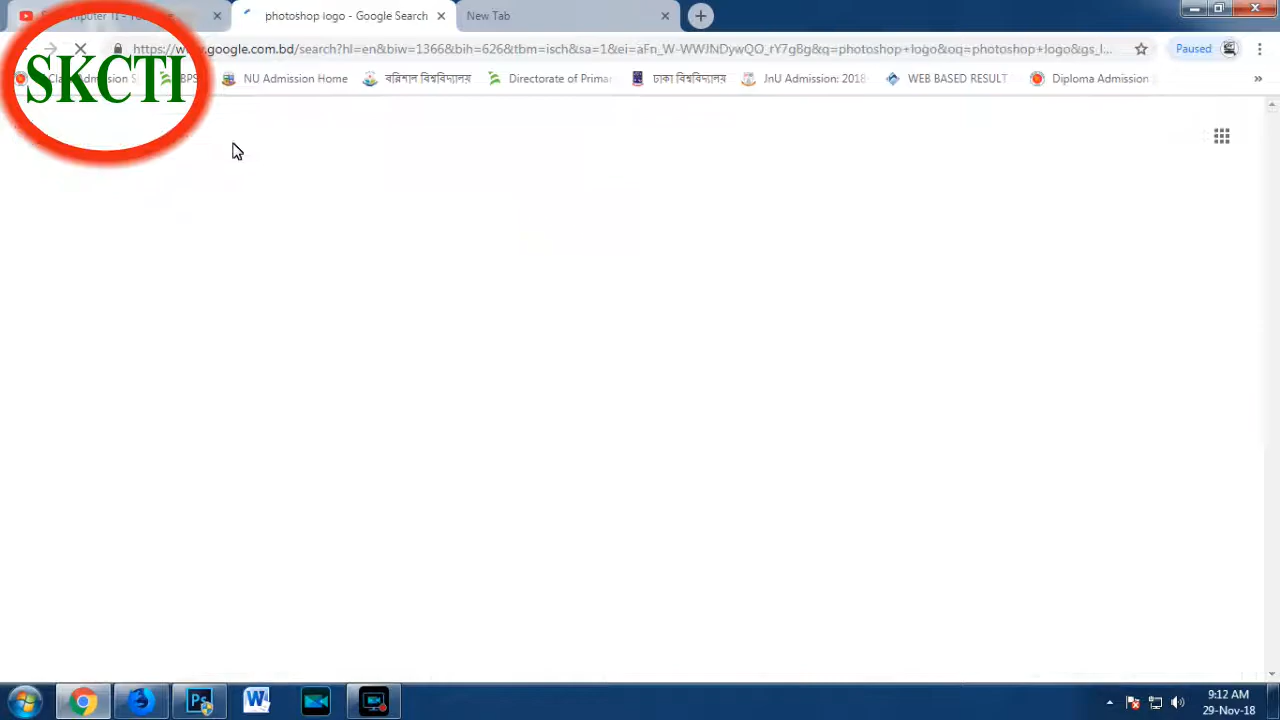 photoshop logo - Google Search
New Tab
https://www.google.com.bd/search?hl=en&biw=1366&bih=626&tbm=isch&sa=1&ei=aFn_W-WWJNDywQO_rY7g8g&q=photoshop+logo&oq=photoshop+logo&gs_l...
Paused
SKCTI
NU Admission Home
বরিশাল বিশ্ববিদ্যালয়
Directorate of Primar
ঢাকা বিশ্ববিদ্যালয়
JnU Admission: 2018
WEB BASED RESULT
Diploma Admission
»
Ps
W
9:12 AM
29-Nov-18